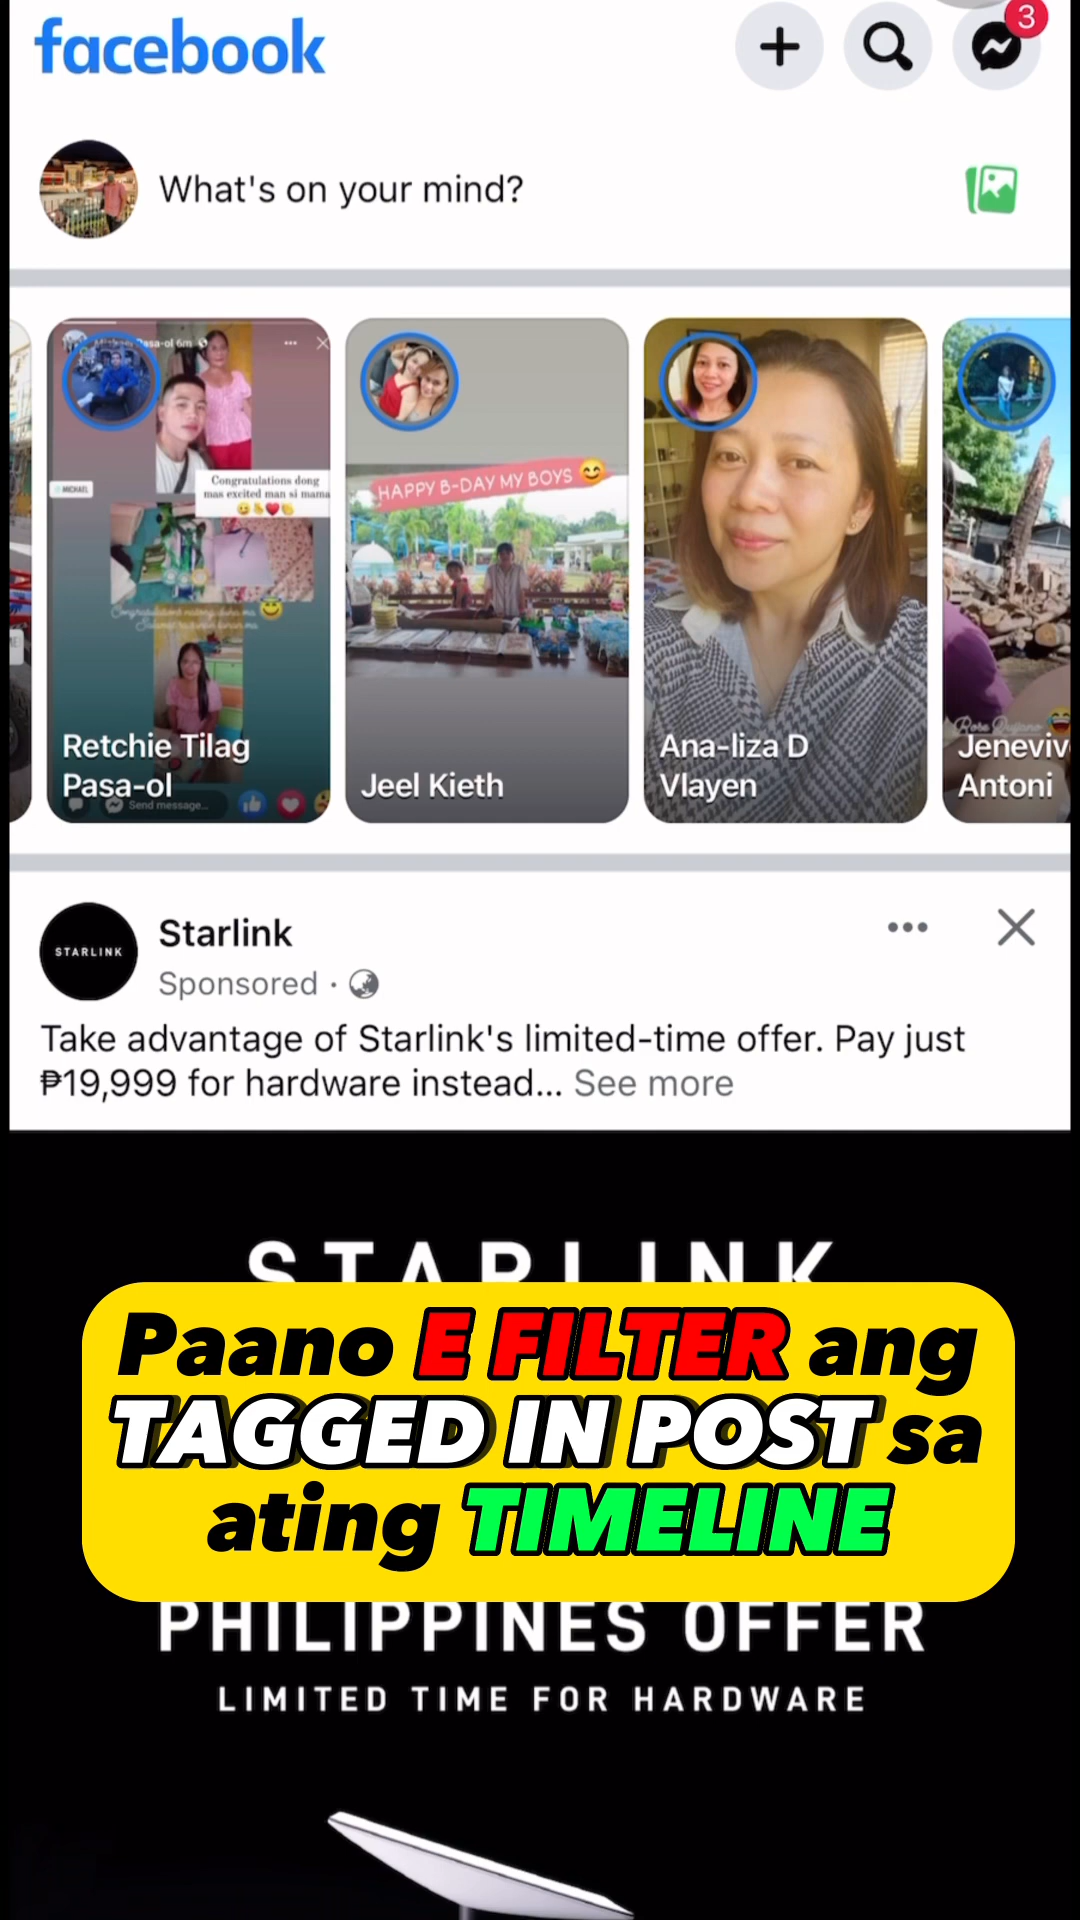 facebook
3
What's on your mind?
Congratulations dong
mas excited man si mama
MICHAEL
Send message...
Retchie Tilag
Pasa-ol
HAPPY B-DAY MY BOYS
Jeel Kieth
Ana-liza D
Vlayen
Jeneviv
Antoni
STARLINK
Starlink
Sponsored ·
Take advantage of Starlink's limited-time offer. Pay just
₱19,999 for hardware instead... See more
STARLINK
Paano E FILTER ang
TAGGED IN POST sa
ating TIMELINE
PHILIPPINES OFFER
LIMITED TIME FOR HARDWARE